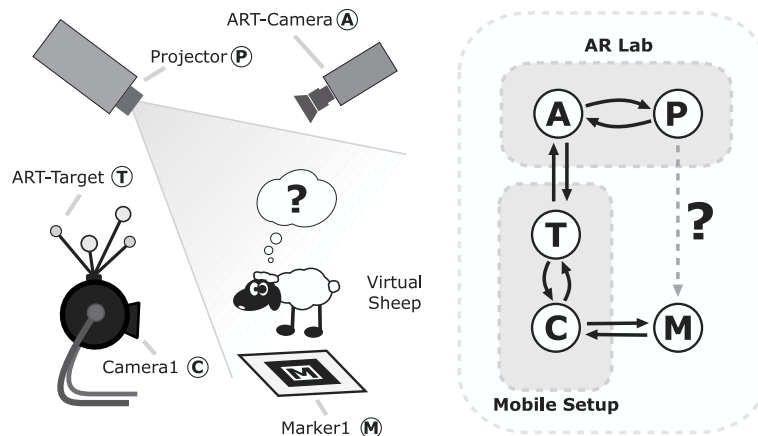 ART-Camera A
Projector P
ART-Target T
?
Virtual
Sheep
Camera1 C
M
Marker1 M
AR Lab
A P
T
?
C M
Mobile Setup